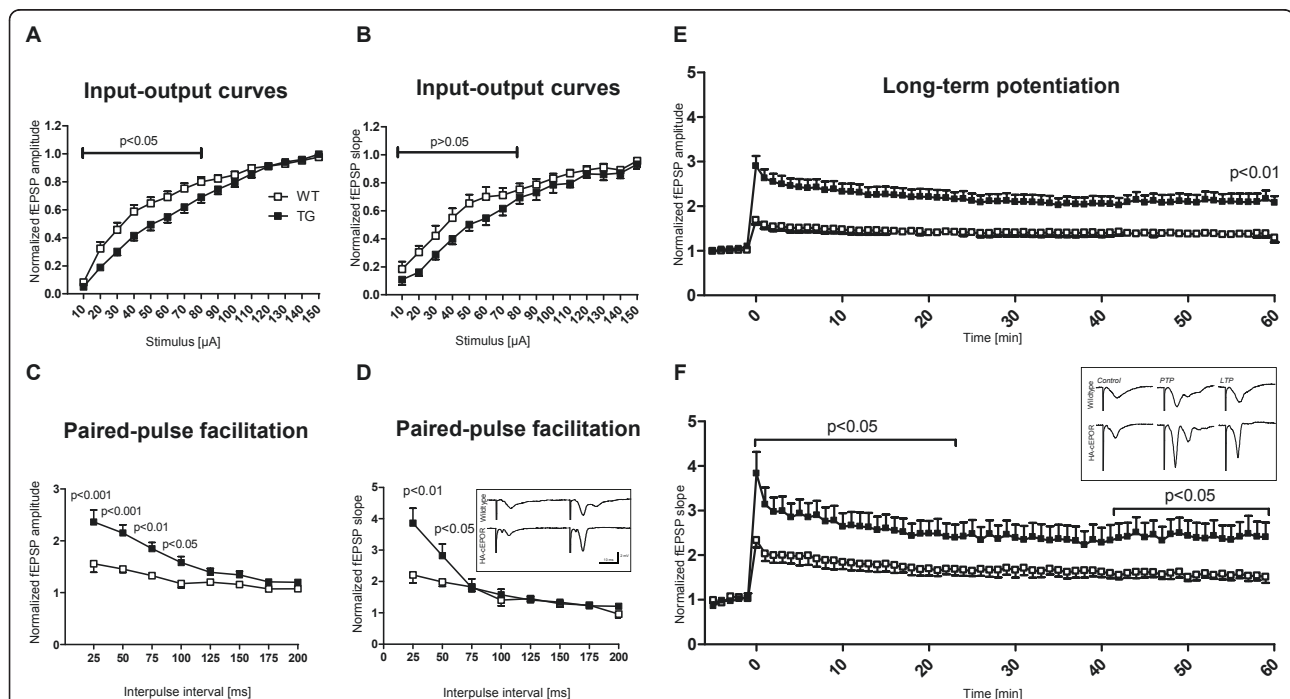 A
Input-output curves
p<0.05
Normalized fEPSP amplitude
1.0
0.8
0.6
0.4
0.2
0.0
WT
TG
10 20 30 40 50 60 70 80 90 100 110 120 130 140 150
Stimulus [µA]
B
Input-output curves
p>0.05
Normalized fEPSP slope
1.2
1.0
0.8
0.6
0.4
0.2
0.0
10 20 30 40 50 60 70 80 90 100 110 120 130 140 150
Stimulus [µA]
C
Paired-pulse facilitation
p<0.001
p<0.001
p<0.01
p<0.05
Normalized fEPSP amplitude
3
2
1
0
25 50 75 100 125 150 175 200
Interpulse interval [ms]
D
Paired-pulse facilitation
p<0.01
p<0.05
Wildtype
HA-cEPOR
Normalized fEPSP slope
5
4
3
2
1
0
25 50 75 100 125 150 175 200
Interpulse interval [ms]
E
Long-term potentiation
p<0.01
Normalized fEPSP amplitude
5
4
3
2
1
0 10 20 30 40 50 60
Time [min]
F
Control PTP LTP
Wildtype
HA-cEPOR
p<0.05
p<0.05
Normalized fEPSP slope
5
4
3
2
1
0
0 10 20 30 40 50 60
Time [min]